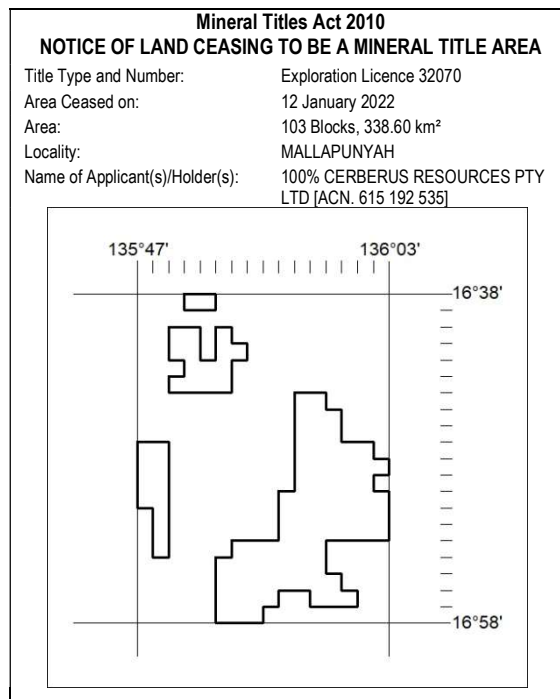 Mineral Titles Act 2010
NOTICE OF LAND CEASING TO BE A MINERAL TITLE AREA
Title Type and Number: Exploration Licence 32070
Area Ceased on: 12 January 2022
Area: 103 Blocks, 338.60 km²
Locality: MALLAPUNYAH
Name of Applicant(s)/Holder(s): 100% CERBERUS RESOURCES PTY
LTD [ACN. 615 192 535]
135°47' 136°03'
16°38'
16°58'